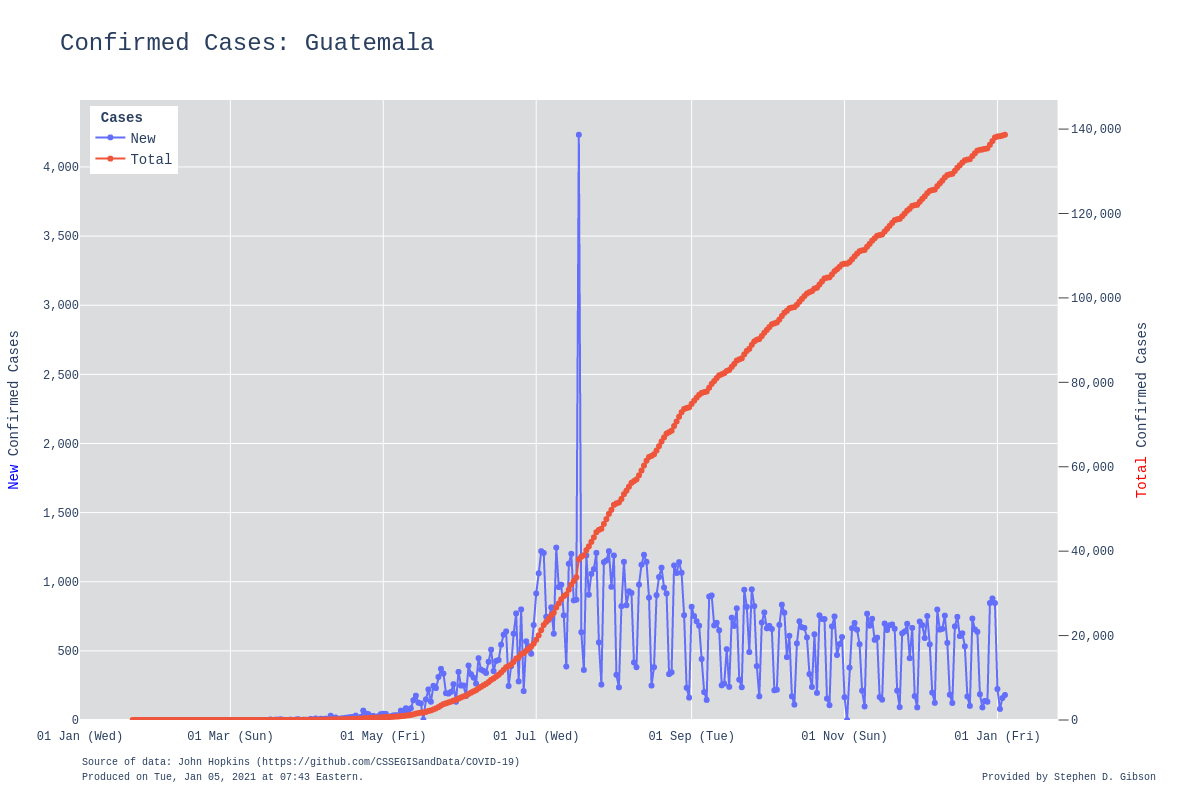 Confirmed Cases: Guatemala
Cases
New
Total
4,000
3,500
3,000
2,500
2,000
1,500
1,000
500
0
140,000
120,000
100,000
80,000
60,000
40,000
20,000
0
New Confirmed Cases
Total Confirmed Cases
01 Jan (Wed) 01 Mar (Sun) 01 May (Fri) 01 Jul (Wed) 01 Sep (Tue) 01 Nov (Sun) 01 Jan (Fri)
Source of data: John Hopkins (https://github.com/CSSEGISandData/COVID-19)
Produced on Tue, Jan 05, 2021 at 07:43 Eastern.
Provided by Stephen D. Gibson